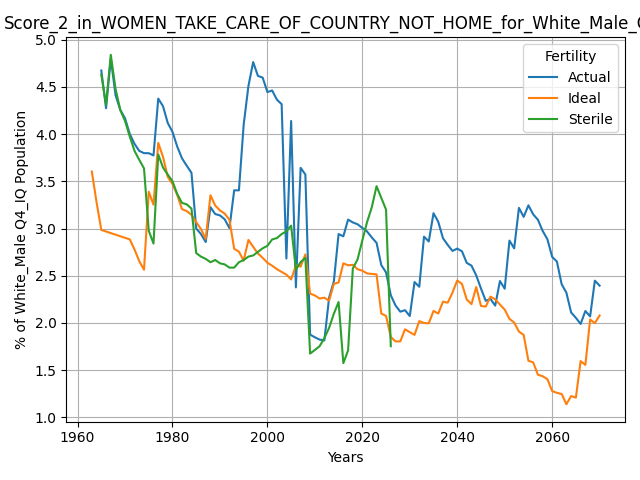 Score_2_in_WOMEN_TAKE_CARE_OF_COUNTRY_NOT_HOME_for_White_Male_
Fertility
Actual
Ideal
Sterile
% of White_Male Q4_IQ Population
5.0
4.5
4.0
3.5
3.0
2.5
2.0
1.5
1.0
1960
1980
2000
2020
2040
2060
Years